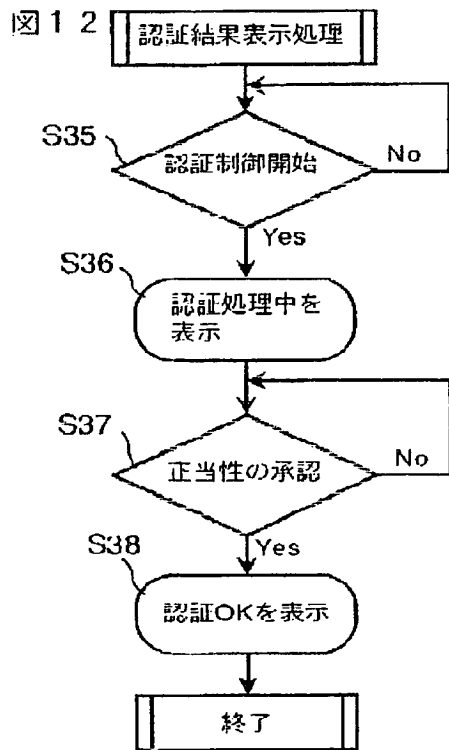 図12
認証結果表示処理
S35
認証制御開始
No
Yes
S36
認証処理中を
表示
S37
正当性の承認
No
Yes
S38
認証OKを表示
終了